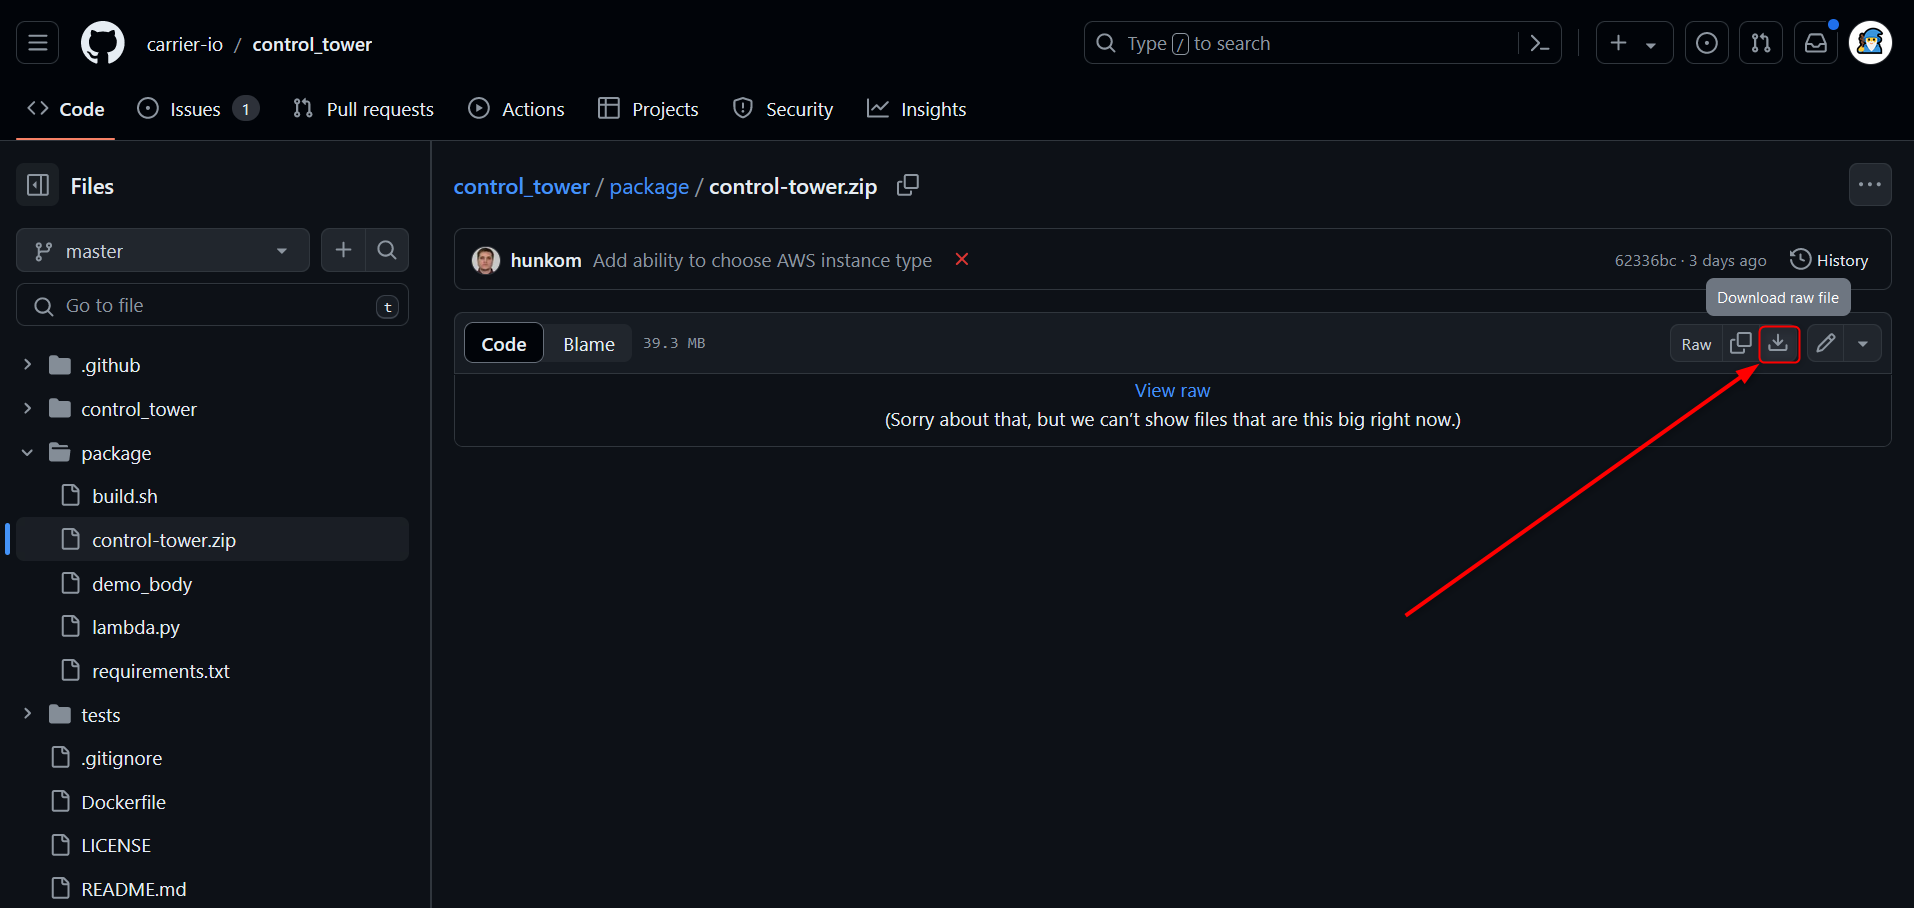 carrier-io / control_tower
Type / to search
Code
Issues 1
Pull requests
Actions
Projects
Security
Insights
Files
master
Go to file
t
.github
control_tower
package
build.sh
control-tower.zip
demo_body
lambda.py
requirements.txt
tests
.gitignore
Dockerfile
LICENSE
README.md
control_tower / package / control-tower.zip
hunkom Add ability to choose AWS instance type
62336bc · 3 days ago
History
Download raw file
Code
Blame
39.3 MB
Raw
View raw
(Sorry about that, but we can’t show files that are this big right now.)